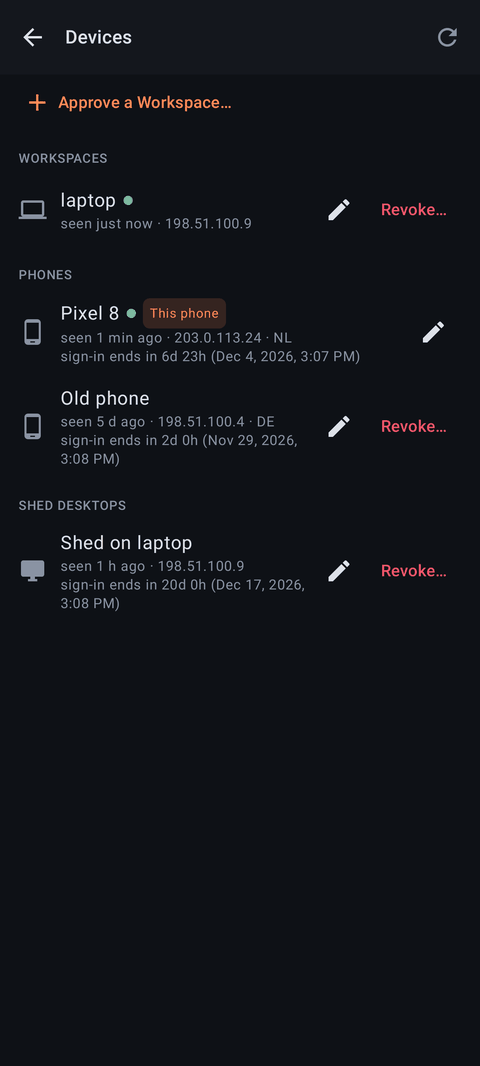 Devices
Approve a Workspace…
WORKSPACES
laptop
seen just now · 198.51.100.9
Revoke…
PHONES
Pixel 8 This phone
seen 1 min ago · 203.0.113.24 · NL
sign-in ends in 6d 23h (Dec 4, 2026, 3:07 PM)
Old phone
seen 5 d ago · 198.51.100.4 · DE
sign-in ends in 2d 0h (Nov 29, 2026,
3:08 PM)
Revoke…
SHED DESKTOPS
Shed on laptop
seen 1 h ago · 198.51.100.9
sign-in ends in 20d 0h (Dec 17, 2026,
3:08 PM)
Revoke…